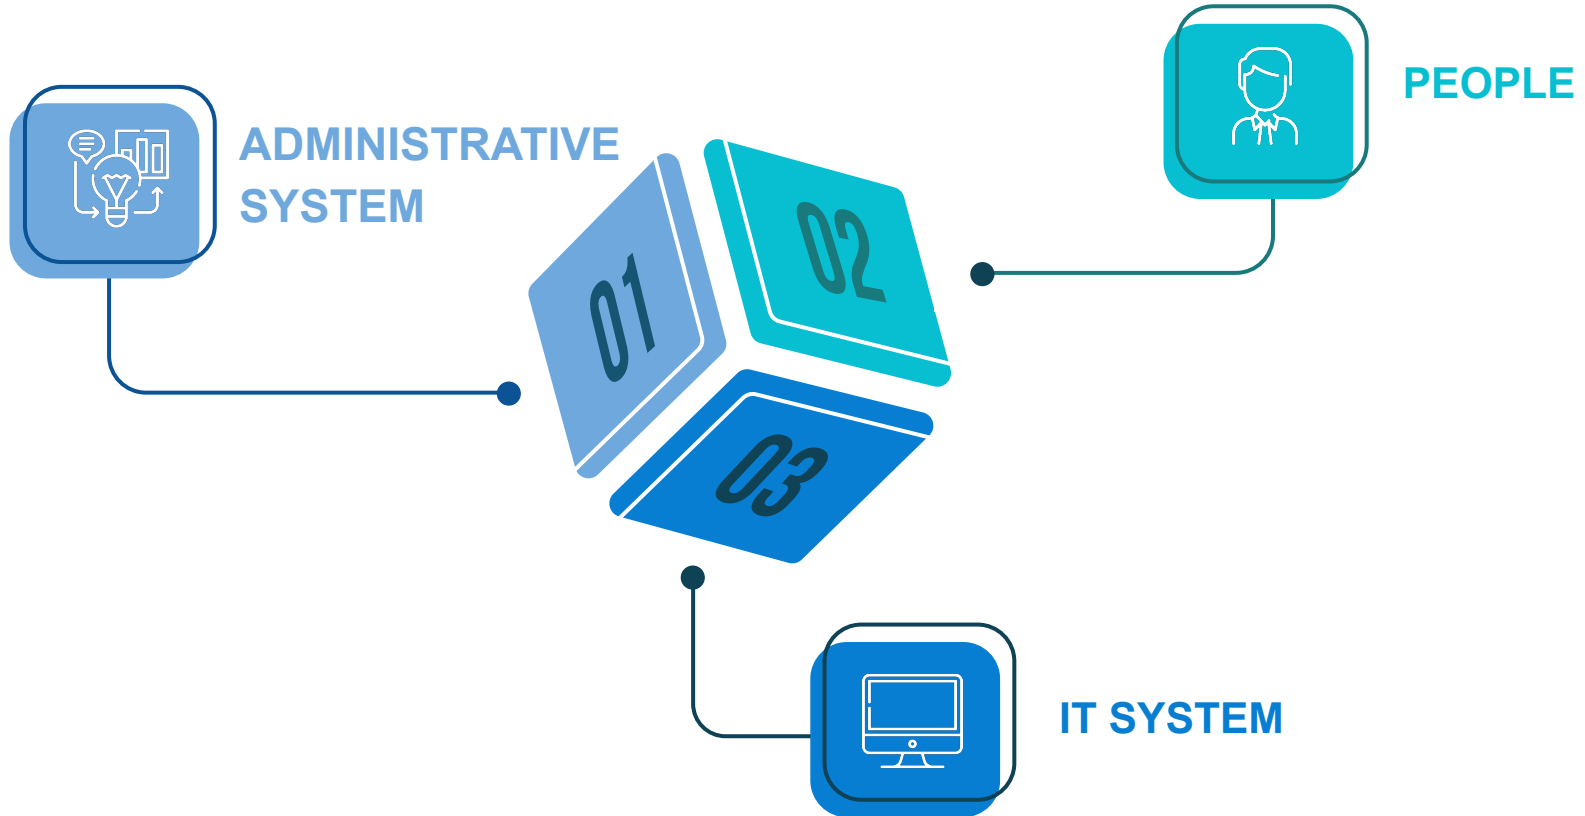 PEOPLE
ADMINISTRATIVE
SYSTEM
01
02
03
IT SYSTEM